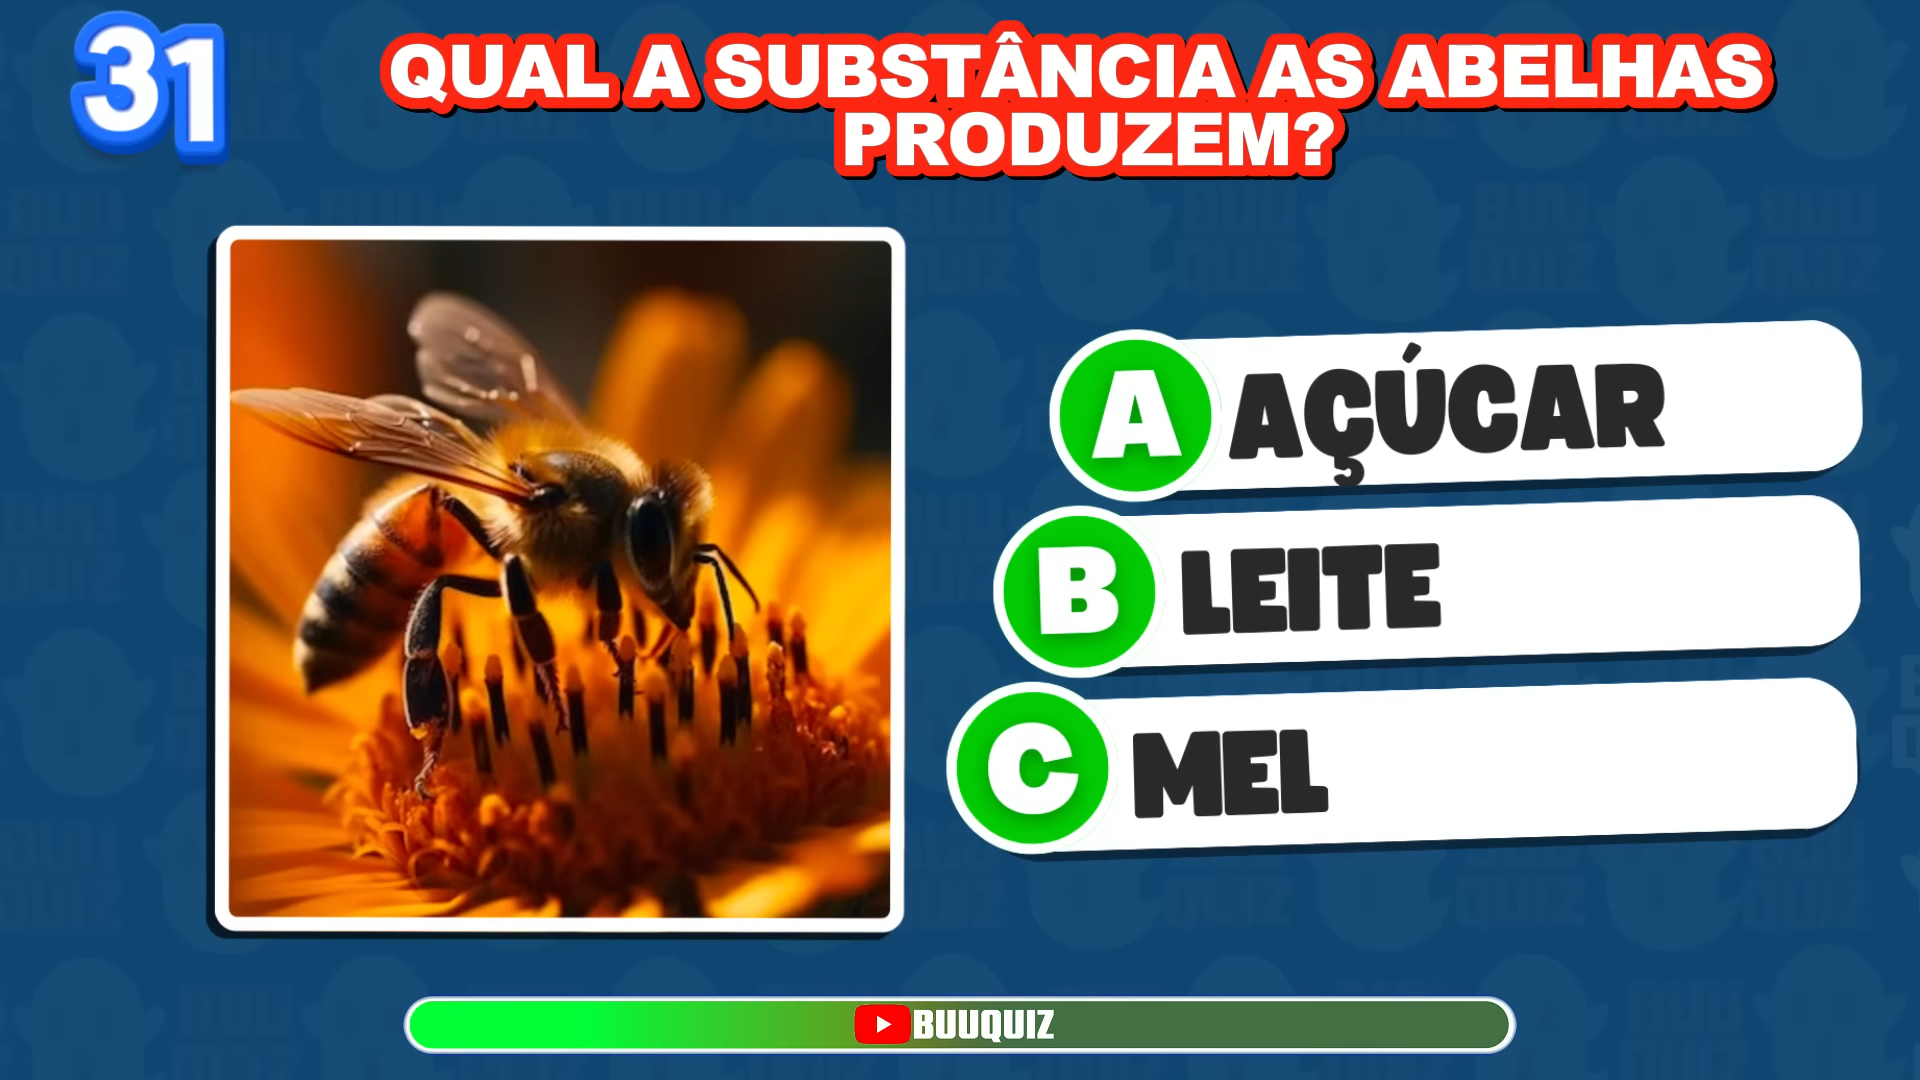 31
QUAL A SUBSTÂNCIA AS ABELHAS
PRODUZEM?
A AÇÚCAR
B LEITE
C MEL
BUUQUIZ